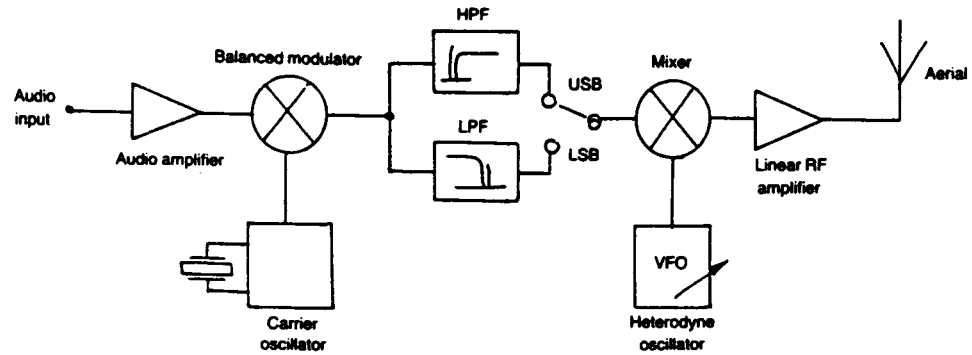 HPF
Balanced modulator
Mixer
USB
Aerial
Audio
input
LPF
LSB
Audio amplifier
Linear RF
amplifier
VFO
Carrier
oscillator
Heterodyne
oscillator